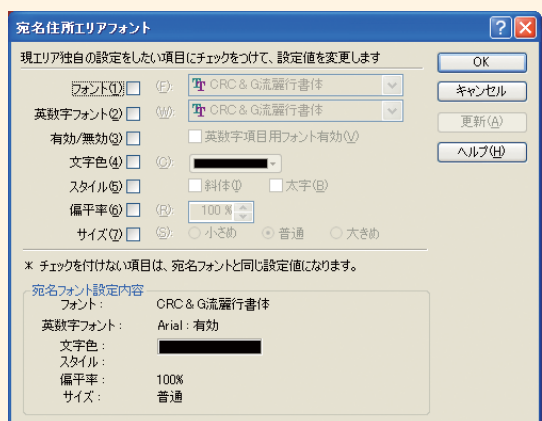 宛名住所エリアフォント
現エリア独自の設定をしたい項目にチェックをつけて、設定値を変更します
OK
フォント(1) (F): CRC & G流麗行書体
キャンセル
英数字フォント(2) (W): CRC & G流麗行書体
更新(A)
有効/無効(3) 英数字項目用フォント有効(V)
ヘルプ(H)
文字色(4) (C):
スタイル(5) 斜体(I) 太字(B)
偏平率(6) (R): 100 %
サイズ(7) (S): 小さめ 普通 大きめ
* チェックを付けない項目は、宛名フォントと同じ設定値になります。
宛名フォント設定内容
フォント: CRC & G流麗行書体
英数字フォント: Arial : 有効
文字色:
スタイル:
偏平率: 100%
サイズ: 普通